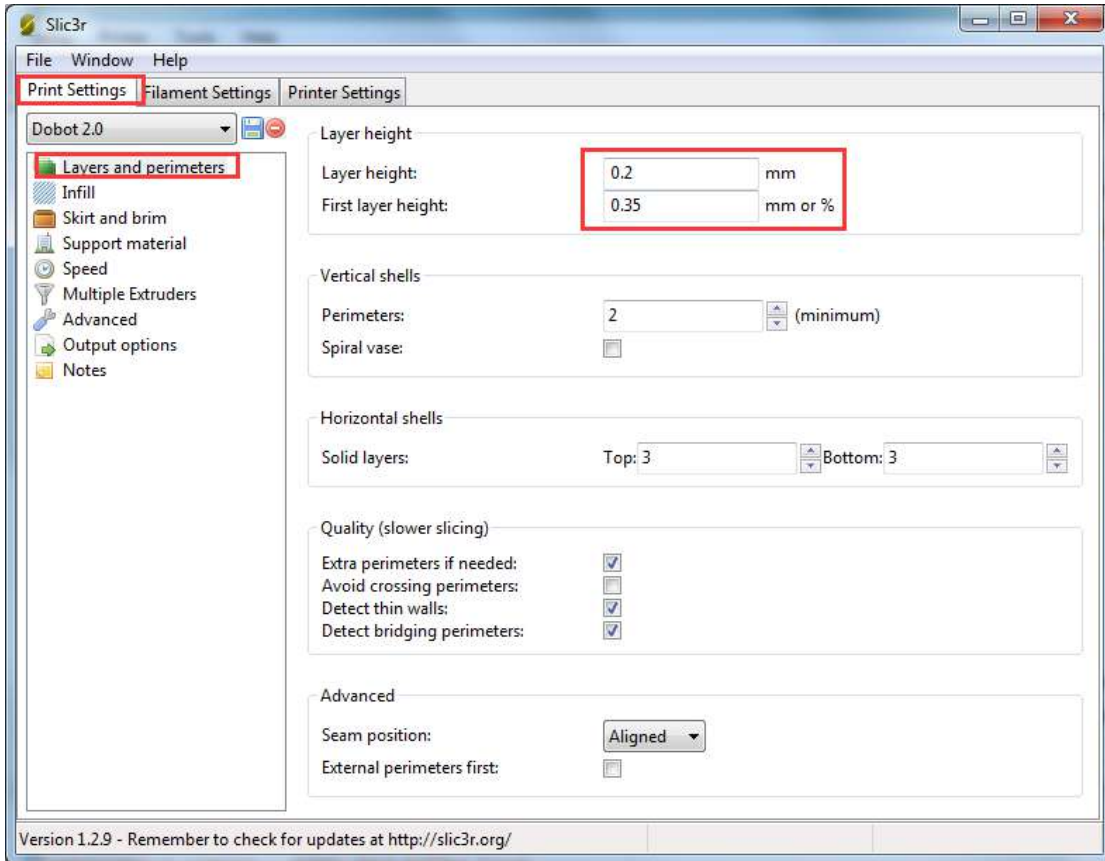 Slic3r
File Window Help
Print Settings Filament Settings Printer Settings
Dobot 2.0
Layers and perimeters
Infill
Skirt and brim
Support material
Speed
Multiple Extruders
Advanced
Output options
Notes
Layer height
Layer height: 0.2 mm
First layer height: 0.35 mm or %
Vertical shells
Perimeters: 2 (minimum)
Spiral vase:
Horizontal shells
Solid layers: Top: 3 Bottom: 3
Quality (slower slicing)
Extra perimeters if needed:
Avoid crossing perimeters:
Detect thin walls:
Detect bridging perimeters:
Advanced
Seam position: Aligned
External perimeters first:
Version 1.2.9 - Remember to check for updates at http://slic3r.org/